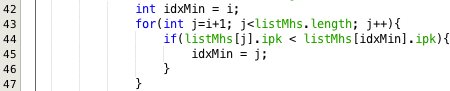 42 int idxMin = i;
43 for(int j=i+1; j<listMhs.length; j++){
44 if(listMhs[j].ipk < listMhs[idxMin].ipk){
45 idxMin = j;
46 }
47 }